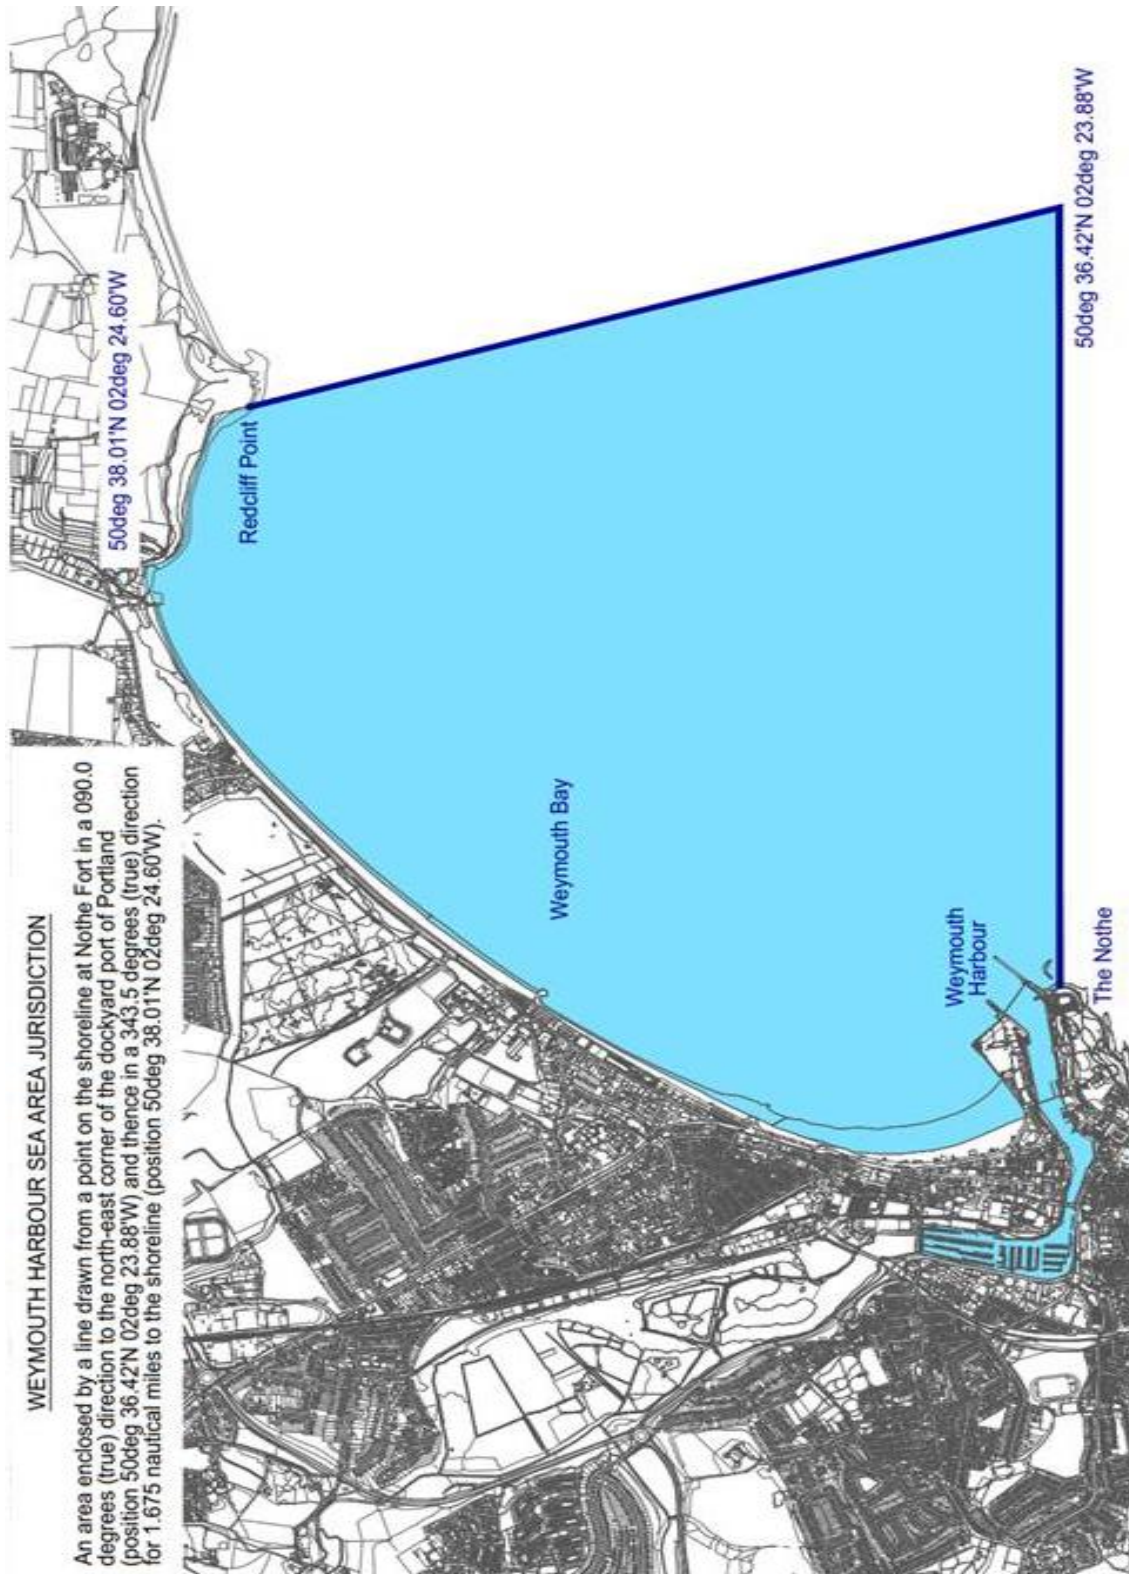 WEYMOUTH HARBOUR SEA AREA JURISDICTION
An area enclosed by a line drawn from a point on the shoreline at Nothe Fort in a 090.0
degrees (true) direction to the north-east corner of the dockyard port of Portland
(position 50deg 36.42'N 02deg 23.88'W) and thence in a 343.5 degrees (true) direction
for 1.675 nautical miles to the shoreline (position 50deg 38.01'N 02deg 24.60'W).
50deg 38.01'N 02deg 24.60'W
Redcliff Point
Weymouth Bay
Weymouth
Harbour
The Nothe
50deg 36.42'N 02deg 23.88'W